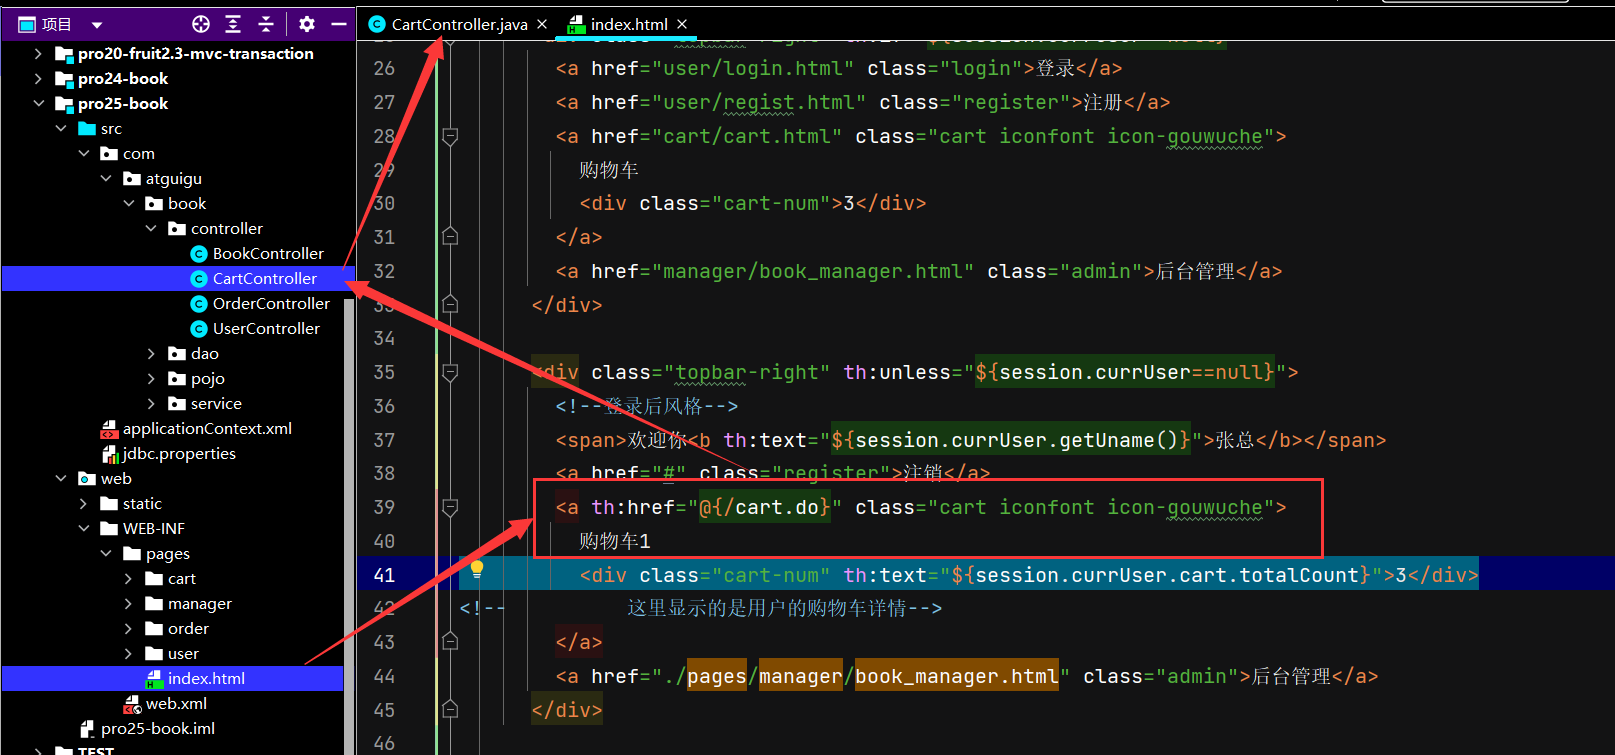 项目
pro20-fruit2.3-mvc-transaction
pro24-book
pro25-book
src
com
atguigu
book
controller
BookController
CartController
OrderController
UserController
dao
pojo
service
applicationContext.xml
jdbc.properties
web
static
WEB-INF
pages
cart
manager
order
user
index.html
web.xml
pro25-book.iml
TEST
CartController.java
index.html
26 <a href="user/login.html" class="login">登录</a>
27 <a href="user/regist.html" class="register">注册</a>
28 <a href="cart/cart.html" class="cart iconfont icon-gouwuche">
29 购物车
30 <div class="cart-num">3</div>
31 </a>
32 <a href="manager/book_manager.html" class="admin">后台管理</a>
33 </div>
34
35 <div class="topbar-right" th:unless="${session.currUser==null}">
36 <!--登录后风格-->
37 <span>欢迎你<b th:text="${session.currUser.getUname()}">张总</b></span>
38 <a href="#" class="register">注销</a>
39 <a th:href="@{/cart.do}" class="cart iconfont icon-gouwuche">
40 购物车1
41 <div class="cart-num" th:text="${session.currUser.cart.totalCount}">3</div>
42 <!-- 这里显示的是用户的购物车详情-->
43 </a>
44 <a href="./pages/manager/book_manager.html" class="admin">后台管理</a>
45 </div>
46